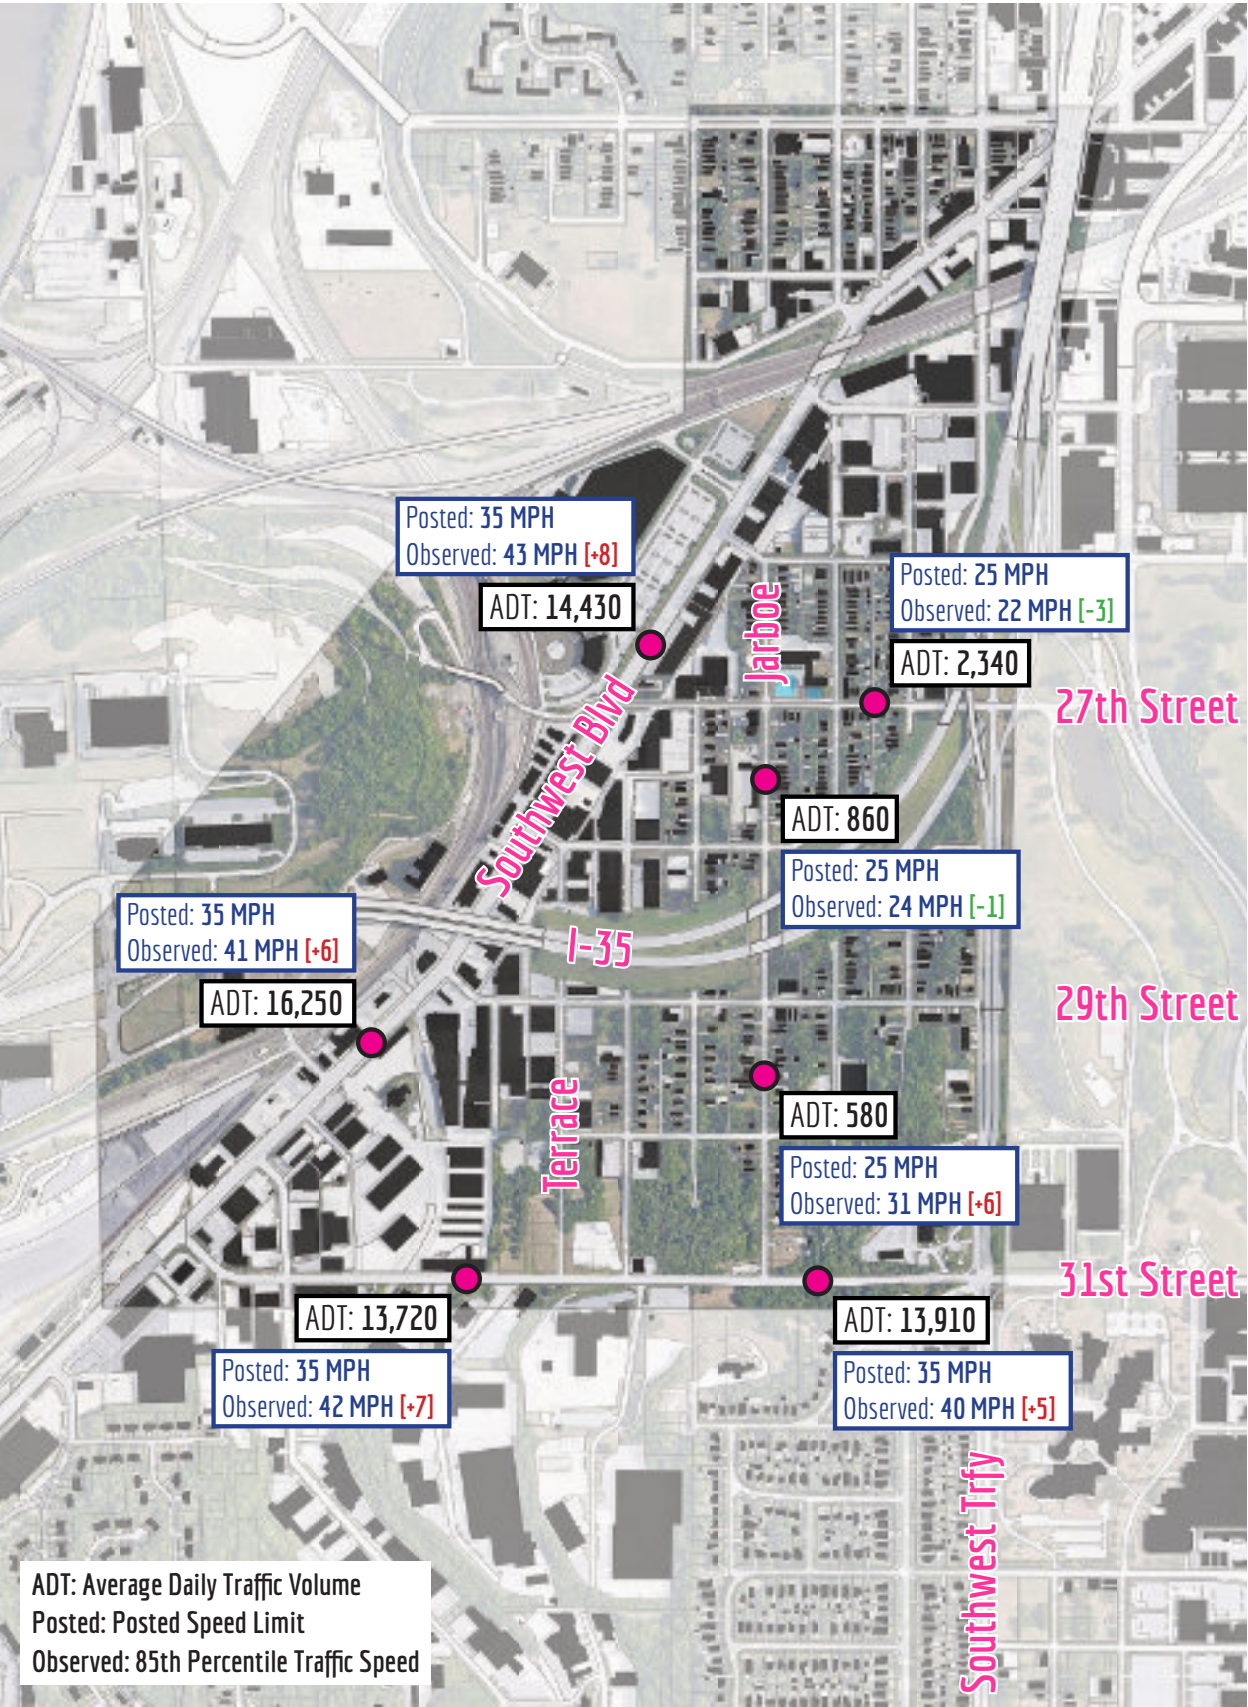 Posted: 35 MPH
Observed: 43 MPH [+8]
ADT: 14,430
Jarboe
Posted: 25 MPH
Observed: 22 MPH [-3]
ADT: 2,340
27th Street
Southwest Blvd
ADT: 860
Posted: 25 MPH
Observed: 24 MPH [-1]
Posted: 35 MPH
Observed: 41 MPH [+6]
ADT: 16,250
I-35
29th Street
Terrace
ADT: 580
Posted: 25 MPH
Observed: 31 MPH [+6]
31st Street
ADT: 13,720
Posted: 35 MPH
Observed: 42 MPH [+7]
ADT: 13,910
Posted: 35 MPH
Observed: 40 MPH [+5]
Southwest Trfy
ADT: Average Daily Traffic Volume
Posted: Posted Speed Limit
Observed: 85th Percentile Traffic Speed